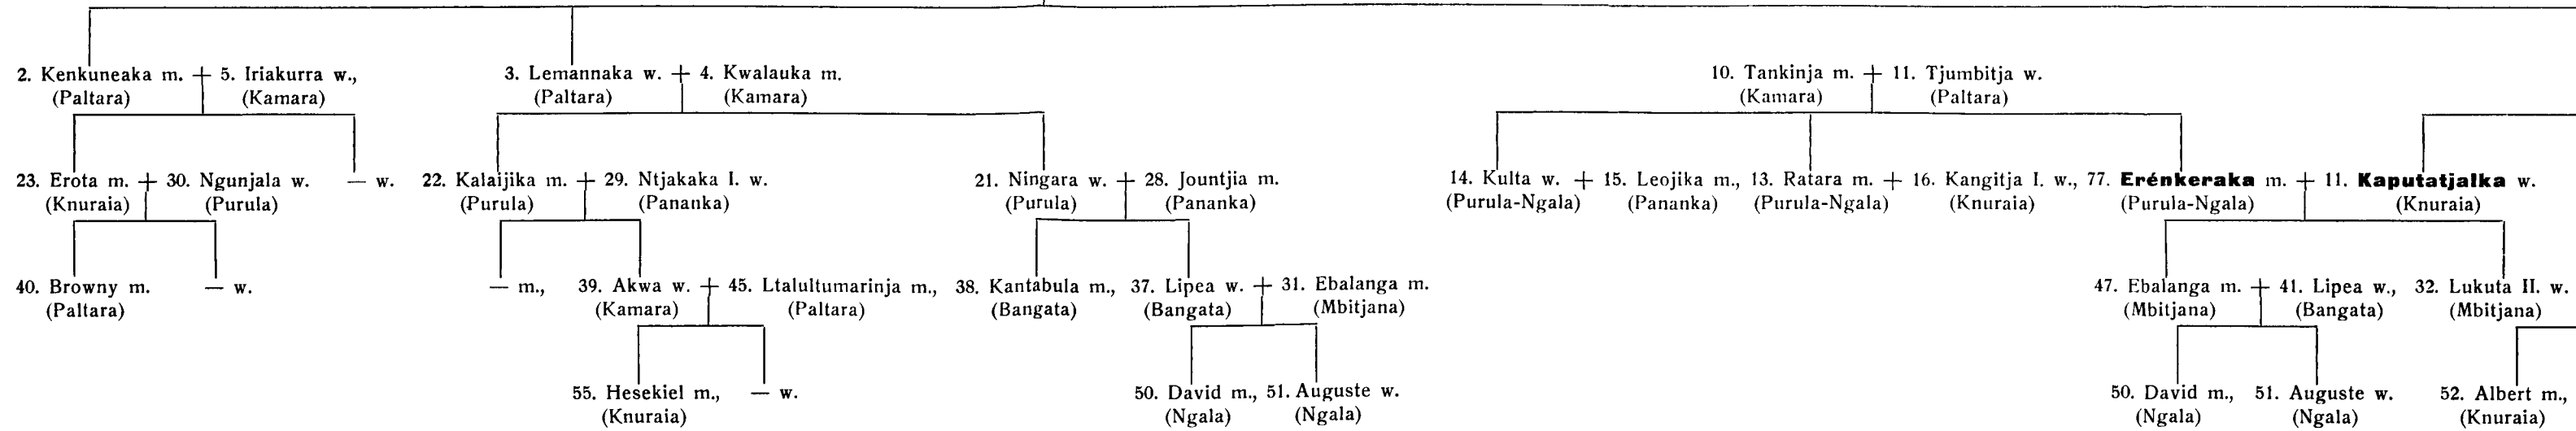 2. Kenkuneaka m. + 5. Iriakurra w., 3. Lemannaka w. + 4. Kwalauka m. 10. Tankinja m. + 11. Tjumbitja w.
(Paltara) (Kamara) (Paltara) (Kamara) (Kamara) (Paltara)
23. Erota m. + 30. Ngunjala w. — w. 22. Kalaijika m. + 29. Ntjakaka I. w. 21. Ningara w. + 28. Jountjia m. 14. Kulta w. + 15. Leojika m., 13. Ratara m. + 16. Kangitja I. w., 77. Erénkeraka m. + 11. Kaputatjalka w.
(Knuraia) (Purula) (Purula) (Pananka) (Purula) (Pananka) (Purula-Ngala) (Pananka) (Purula-Ngala) (Knuraia) (Purula-Ngala) (Knuraia)
40. Browny m. — w. — m., 39. Akwa w. + 45. Ltalultumarinja m., 38. Kantabula m., 37. Lipea w. + 31. Ebalanga m. 47. Ebalanga m. + 41. Lipea w., 32. Lukuta II. w.
(Paltara) (Kamara) (Paltara) (Bangata) (Bangata) (Mbitjana) (Mbitjana) (Bangata) (Mbitjana)
55. Hesekiel m., — w. 50. David m., 51. Auguste w. 50. David m., 51. Auguste w. 52. Albert m.,
(Knuraia) (Ngala) (Ngala) (Ngala) (Ngala) (Knuraia)